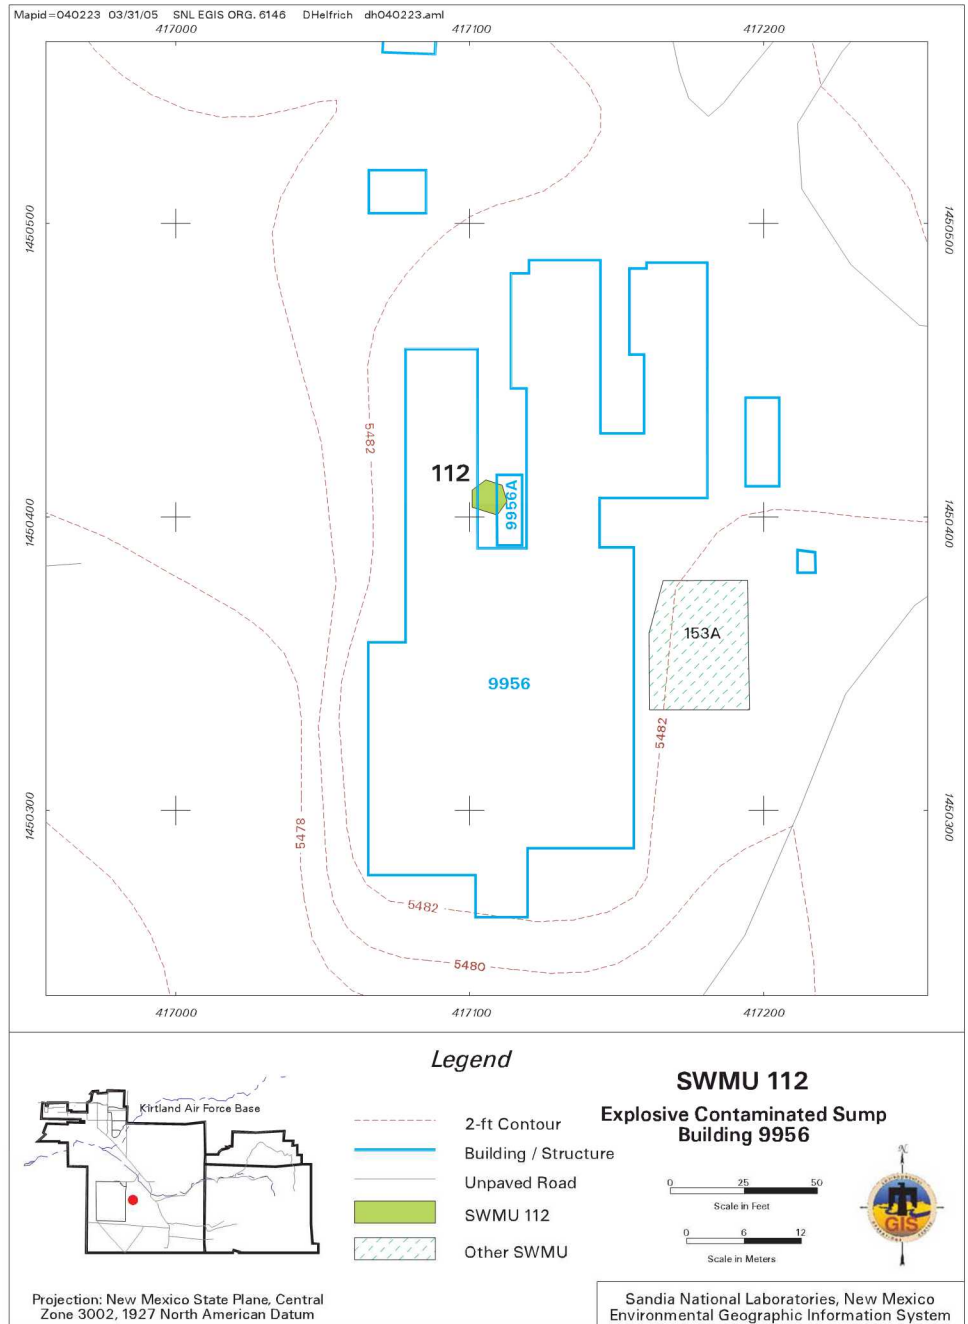 Mapid=040223 03/31/05 SNL EGIS ORG. 6146 DHelfrich dh040223.aml
417000 417100 417200
1450500 1450500
5482
112
9956A
1450400 1450400
153A
9956
5482
1450300 1450300
5478
5482
5480
417000 417100 417200
Legend
Kirtland Air Force Base
2-ft Contour
Building / Structure
Unpaved Road
SWMU 112
Other SWMU
SWMU 112
Explosive Contaminated Sump
Building 9956
0 25 50
Scale in Feet
0 6 12
Scale in Meters
N
GIS
Projection: New Mexico State Plane, Central
Zone 3002, 1927 North American Datum
Sandia National Laboratories, New Mexico
Environmental Geographic Information System